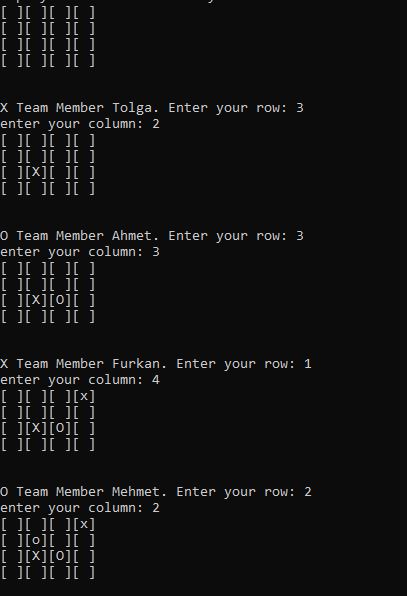 [ ][ ][ ][ ]
[ ][ ][ ][ ]
[ ][ ][ ][ ]
[ ][ ][ ][ ]
X Team Member Tolga. Enter your row: 3
enter your column: 2
[ ][ ][ ][ ]
[ ][ ][ ][ ]
[ ][X][ ][ ]
[ ][ ][ ][ ]
O Team Member Ahmet. Enter your row: 3
enter your column: 3
[ ][ ][ ][ ]
[ ][ ][ ][ ]
[ ][X][O][ ]
[ ][ ][ ][ ]
X Team Member Furkan. Enter your row: 1
enter your column: 4
[ ][ ][ ][x]
[ ][ ][ ][ ]
[ ][X][O][ ]
[ ][ ][ ][ ]
O Team Member Mehmet. Enter your row: 2
enter your column: 2
[ ][ ][ ][x]
[ ][o][ ][ ]
[ ][X][O][ ]
[ ][ ][ ][ ]